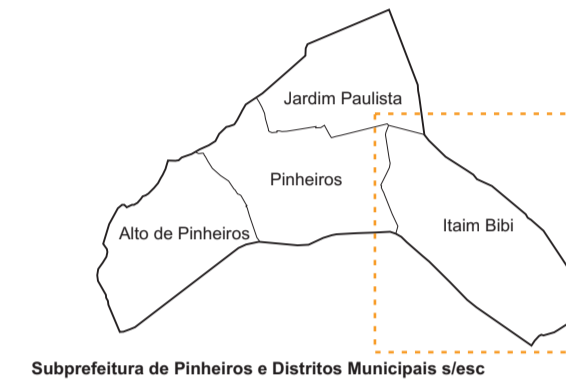 Jardim Paulista
Pinheiros
Itaim Bibi
Alto de Pinheiros
Subprefeitura de Pinheiros e Distritos Municipais s/esc